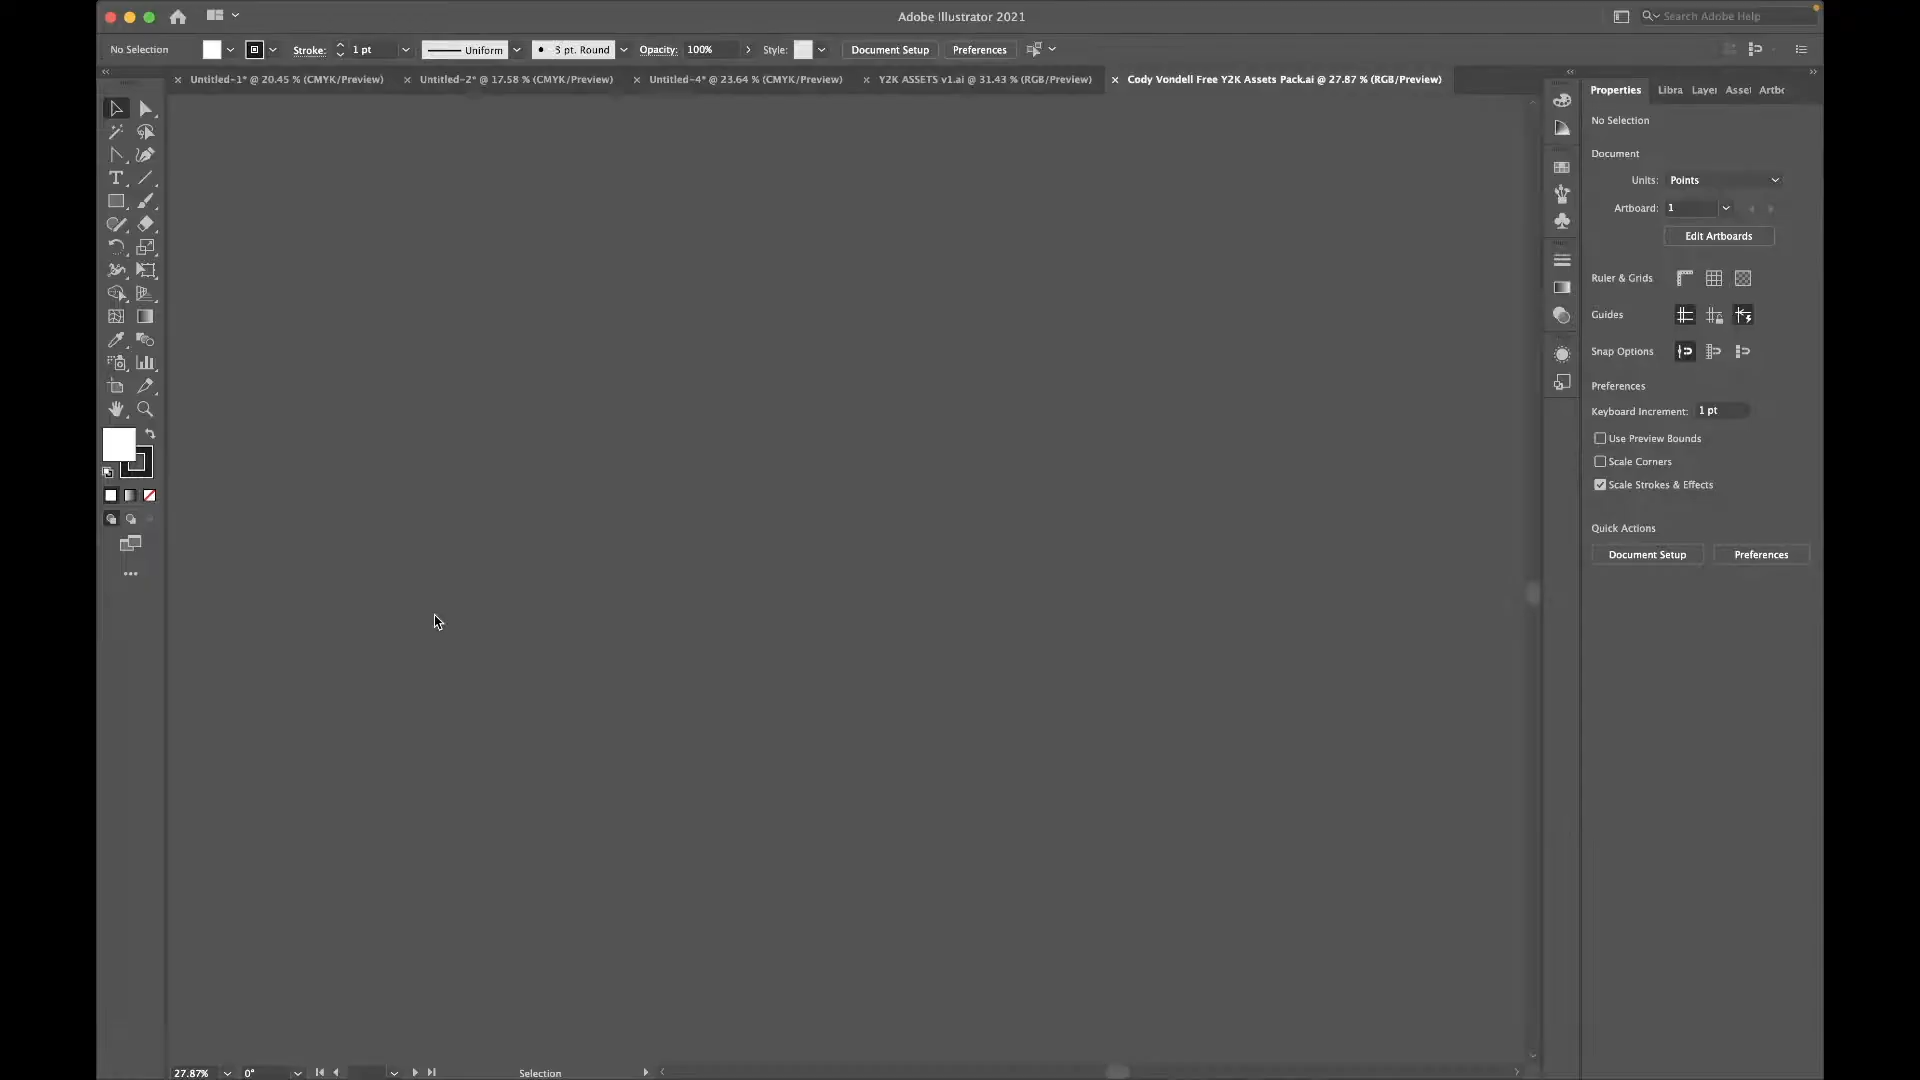 Adobe Illustrator 2021
Search Adobe Help
No Selection
Stroke:
1 pt
Uniform
3 pt. Round
Opacity:
100%
Style:
Document Setup
Preferences
Untitled-1* @ 20.45 % (CMYK/Preview)
Untitled-2* @ 17.58 % (CMYK/Preview)
Untitled-4* @ 23.64 % (CMYK/Preview)
Y2K ASSETS v1.ai @ 31.43 % (RGB/Preview)
Cody Vondell Free Y2K Assets Pack.ai @ 27.87 % (RGB/Preview)
Properties
Libra
Layer
Asset
Artbc
No Selection
Document
Units:
Points
Artboard:
1
Edit Artboards
Ruler & Grids
Guides
Snap Options
Preferences
Keyboard Increment:
1 pt
Use Preview Bounds
Scale Corners
Scale Strokes & Effects
Quick Actions
Document Setup
Preferences
27.87%
0°
Selection